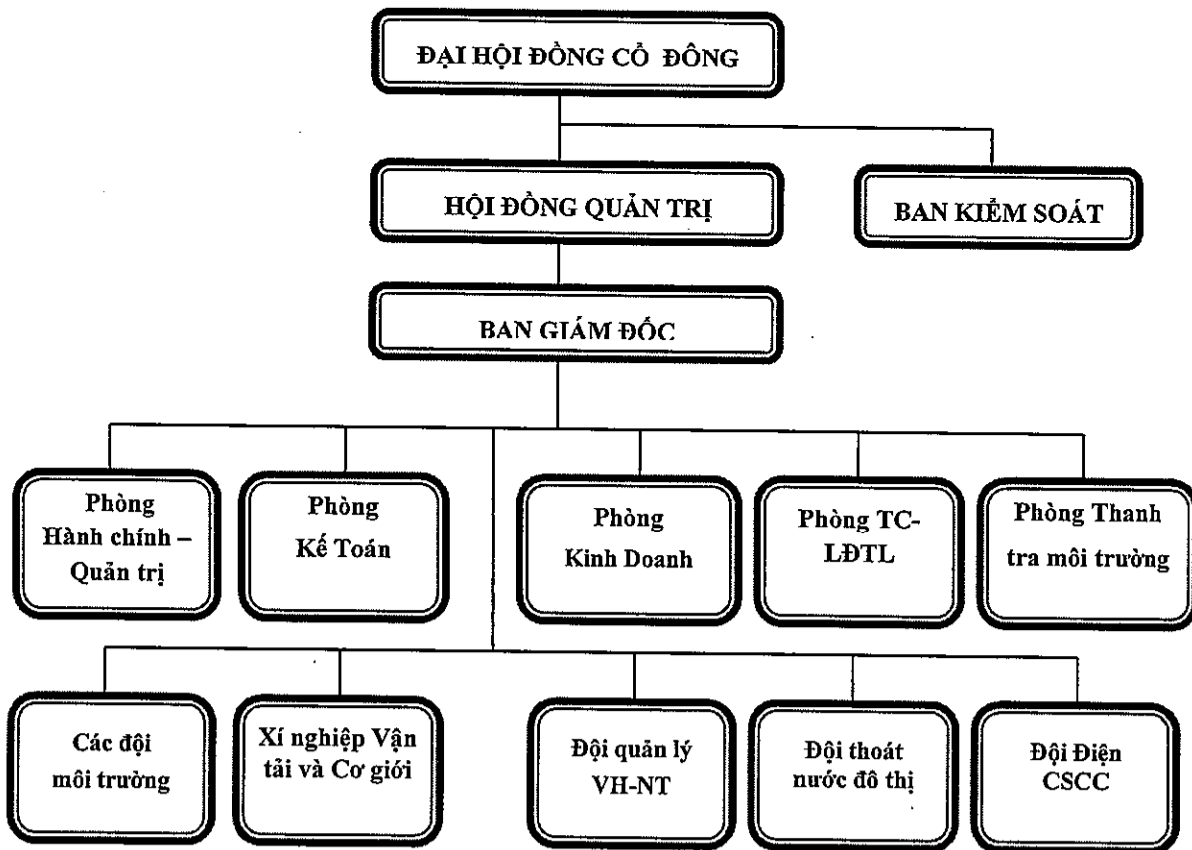 ĐẠI HỘI ĐỒNG CỔ ĐÔNG
HỘI ĐỒNG QUẢN TRỊ
BAN KIỂM SOÁT
BAN GIÁM ĐỐC
Phòng
Hành chính –
Quản trị
Phòng
Kế Toán
Phòng
Kinh Doanh
Phòng TC-
LĐTL
Phòng Thanh
tra môi trường
Các đội
môi trường
Xí nghiệp Vận
tải và Cơ giới
Đội quản lý
VH-NT
Đội thoát
nước đô thị
Đội Điện
CSCC